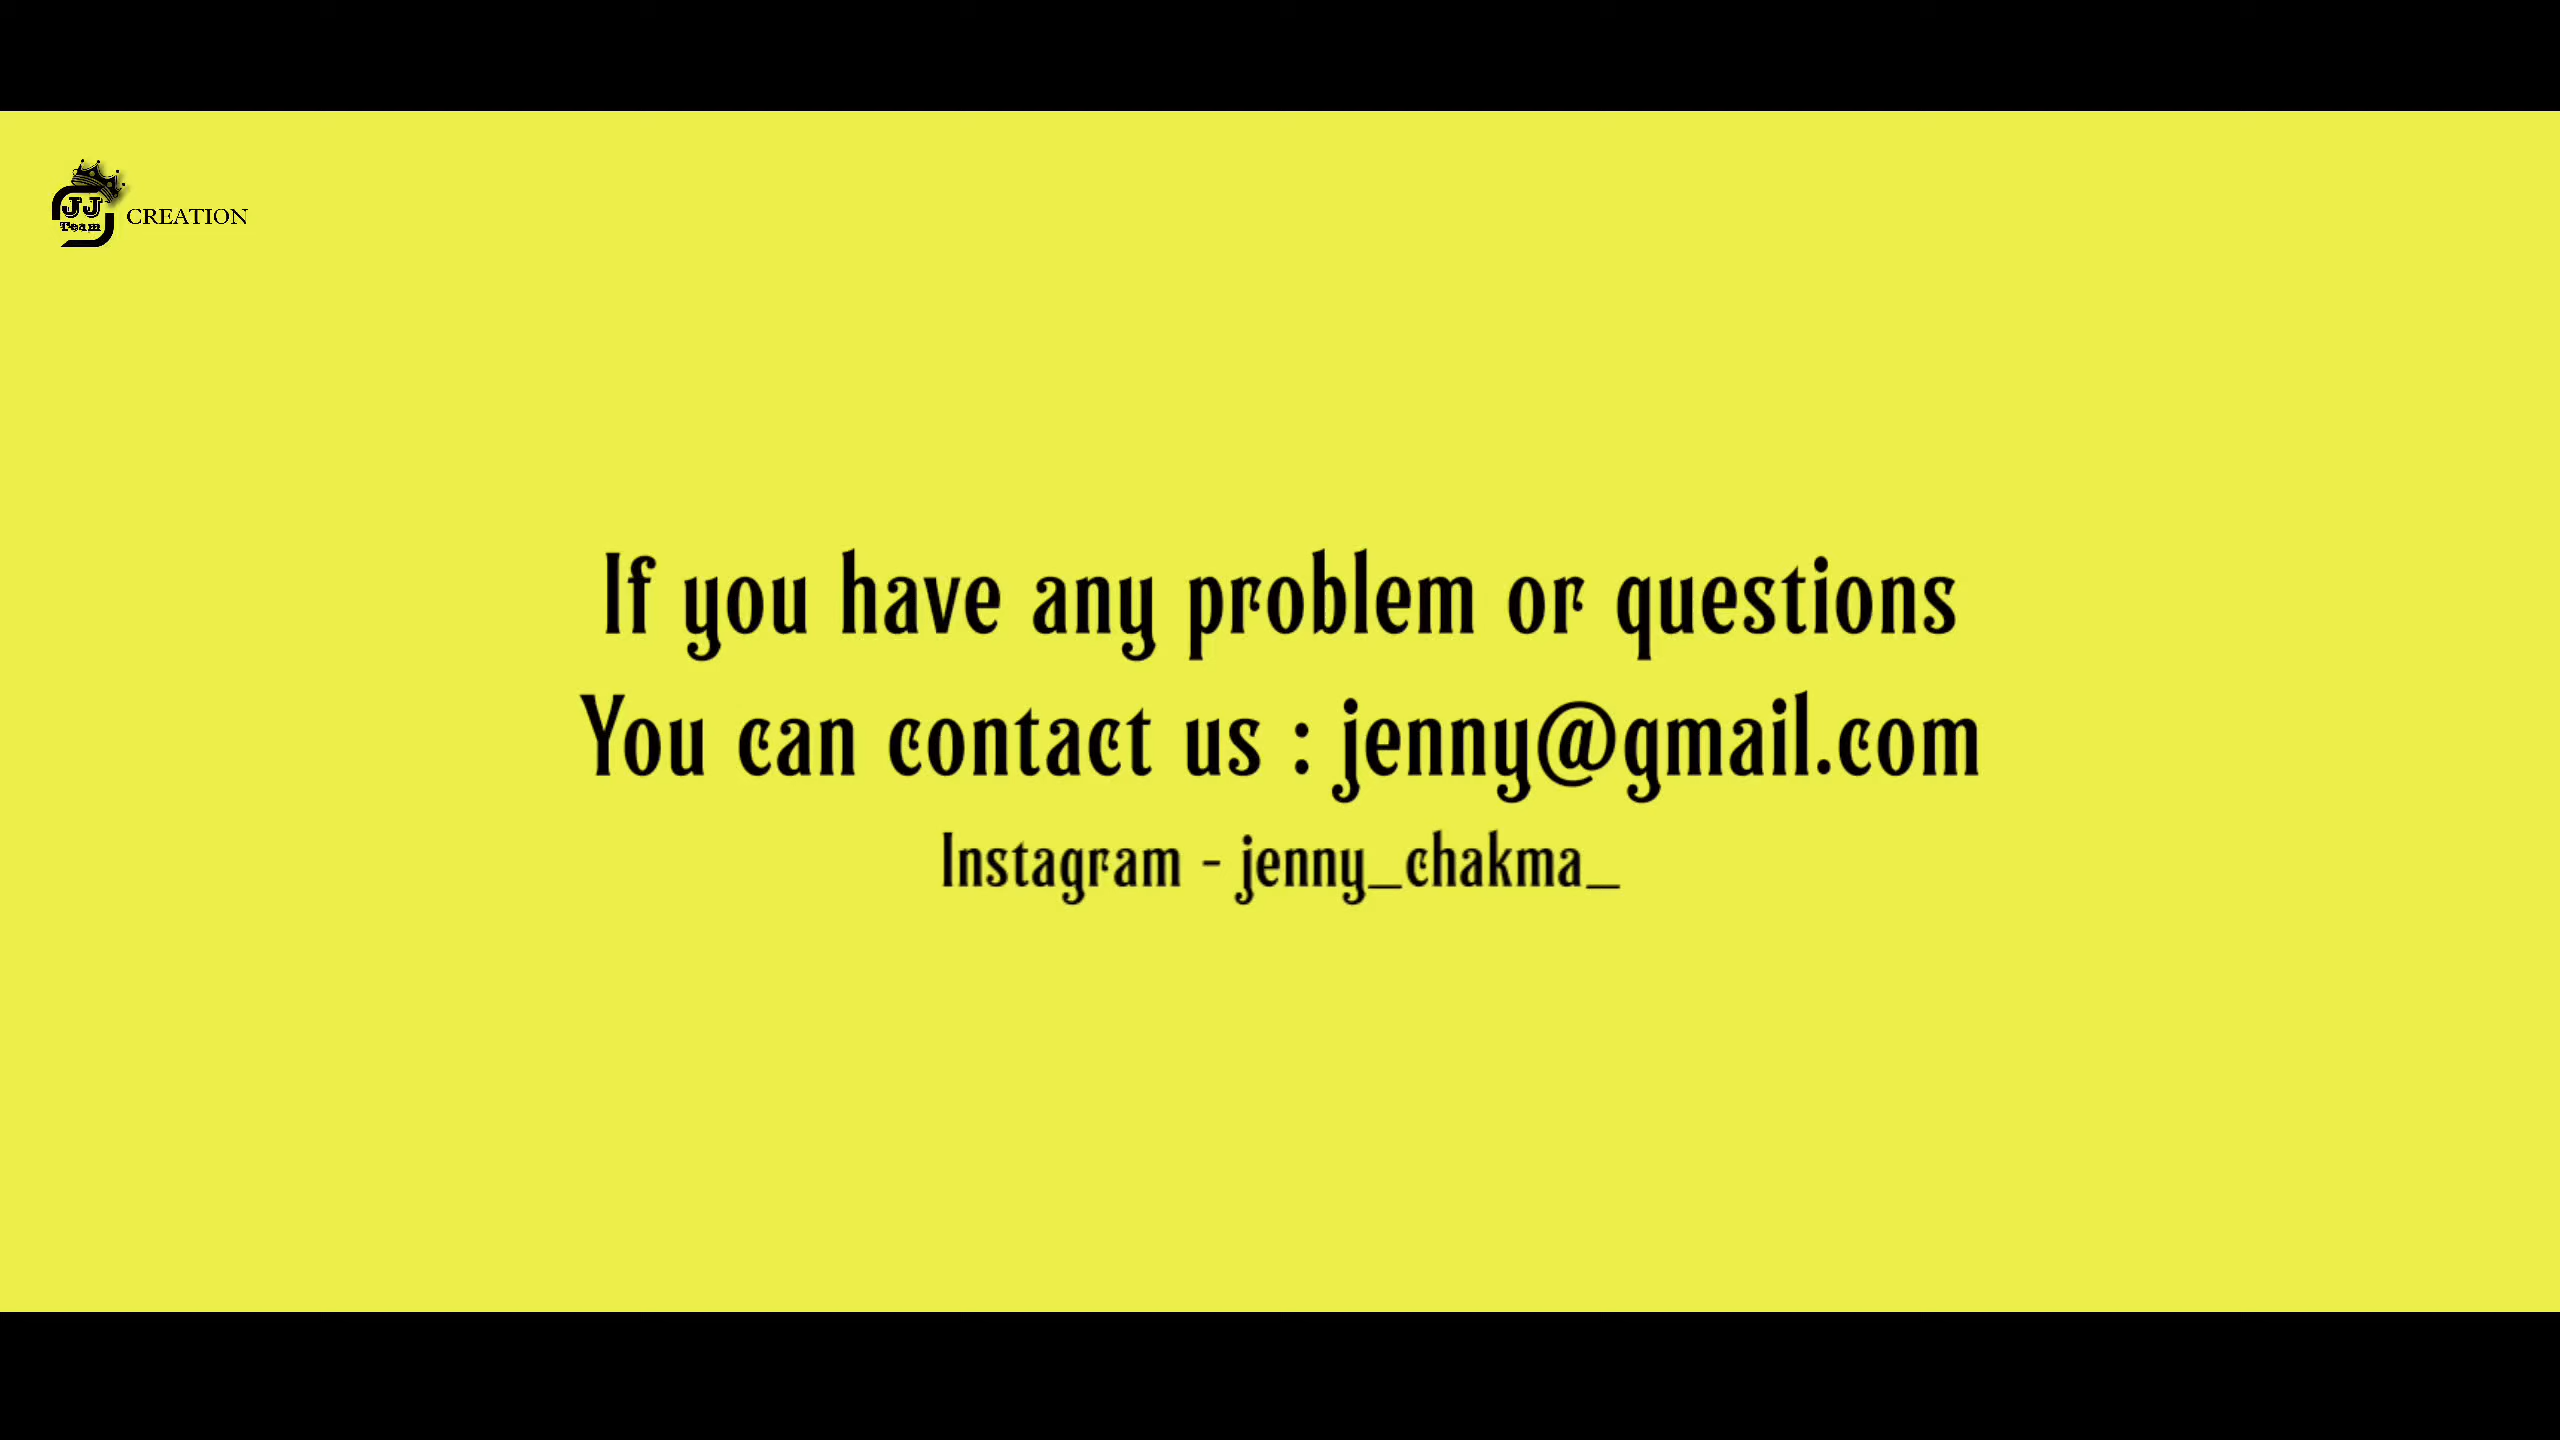 JJ
Team
CREATION
If you have any problem or questions
You can contact us : jenny@gmail.com
Instagram - jenny_chakma_